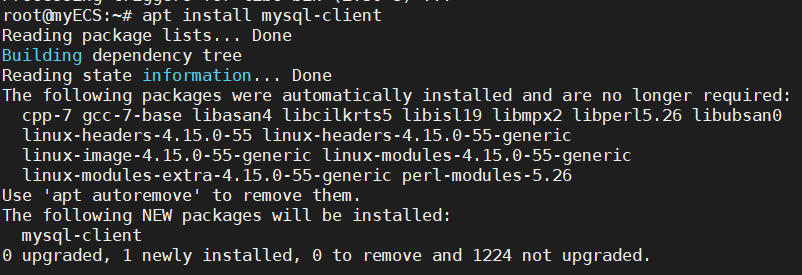 root@myECS:~# apt install mysql-client
Reading package lists... Done
Building dependency tree
Reading state information... Done
The following packages were automatically installed and are no longer required:
  cpp-7 gcc-7-base libasan4 libcilkrts5 libisl19 libmpx2 libperl5.26 libubsan0
  linux-headers-4.15.0-55 linux-headers-4.15.0-55-generic
  linux-image-4.15.0-55-generic linux-modules-4.15.0-55-generic
  linux-modules-extra-4.15.0-55-generic perl-modules-5.26
Use 'apt autoremove' to remove them.
The following NEW packages will be installed:
  mysql-client
0 upgraded, 1 newly installed, 0 to remove and 1224 not upgraded.